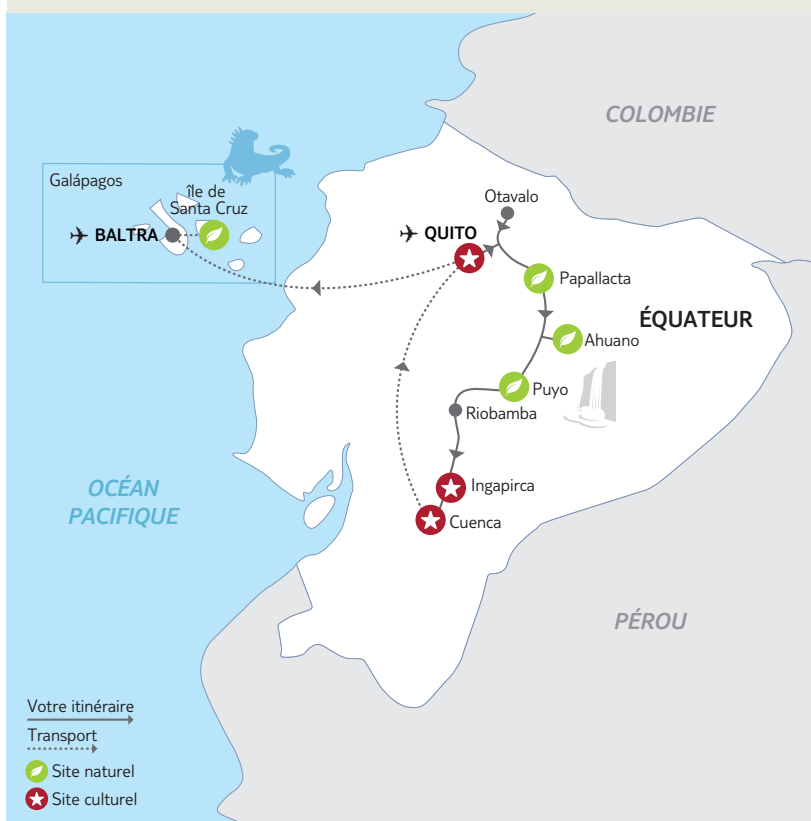 COLOMBIE
Galápagos
île de
Santa Cruz
BALTRA
Otavalo
QUITO
Papallacta
ÉQUATEUR
Ahuano
Puyo
Riobamba
Ingapirca
Cuenca
OCÉAN
PACIFIQUE
PÉROU
Votre itinéraire
Transport
Site naturel
Site culturel